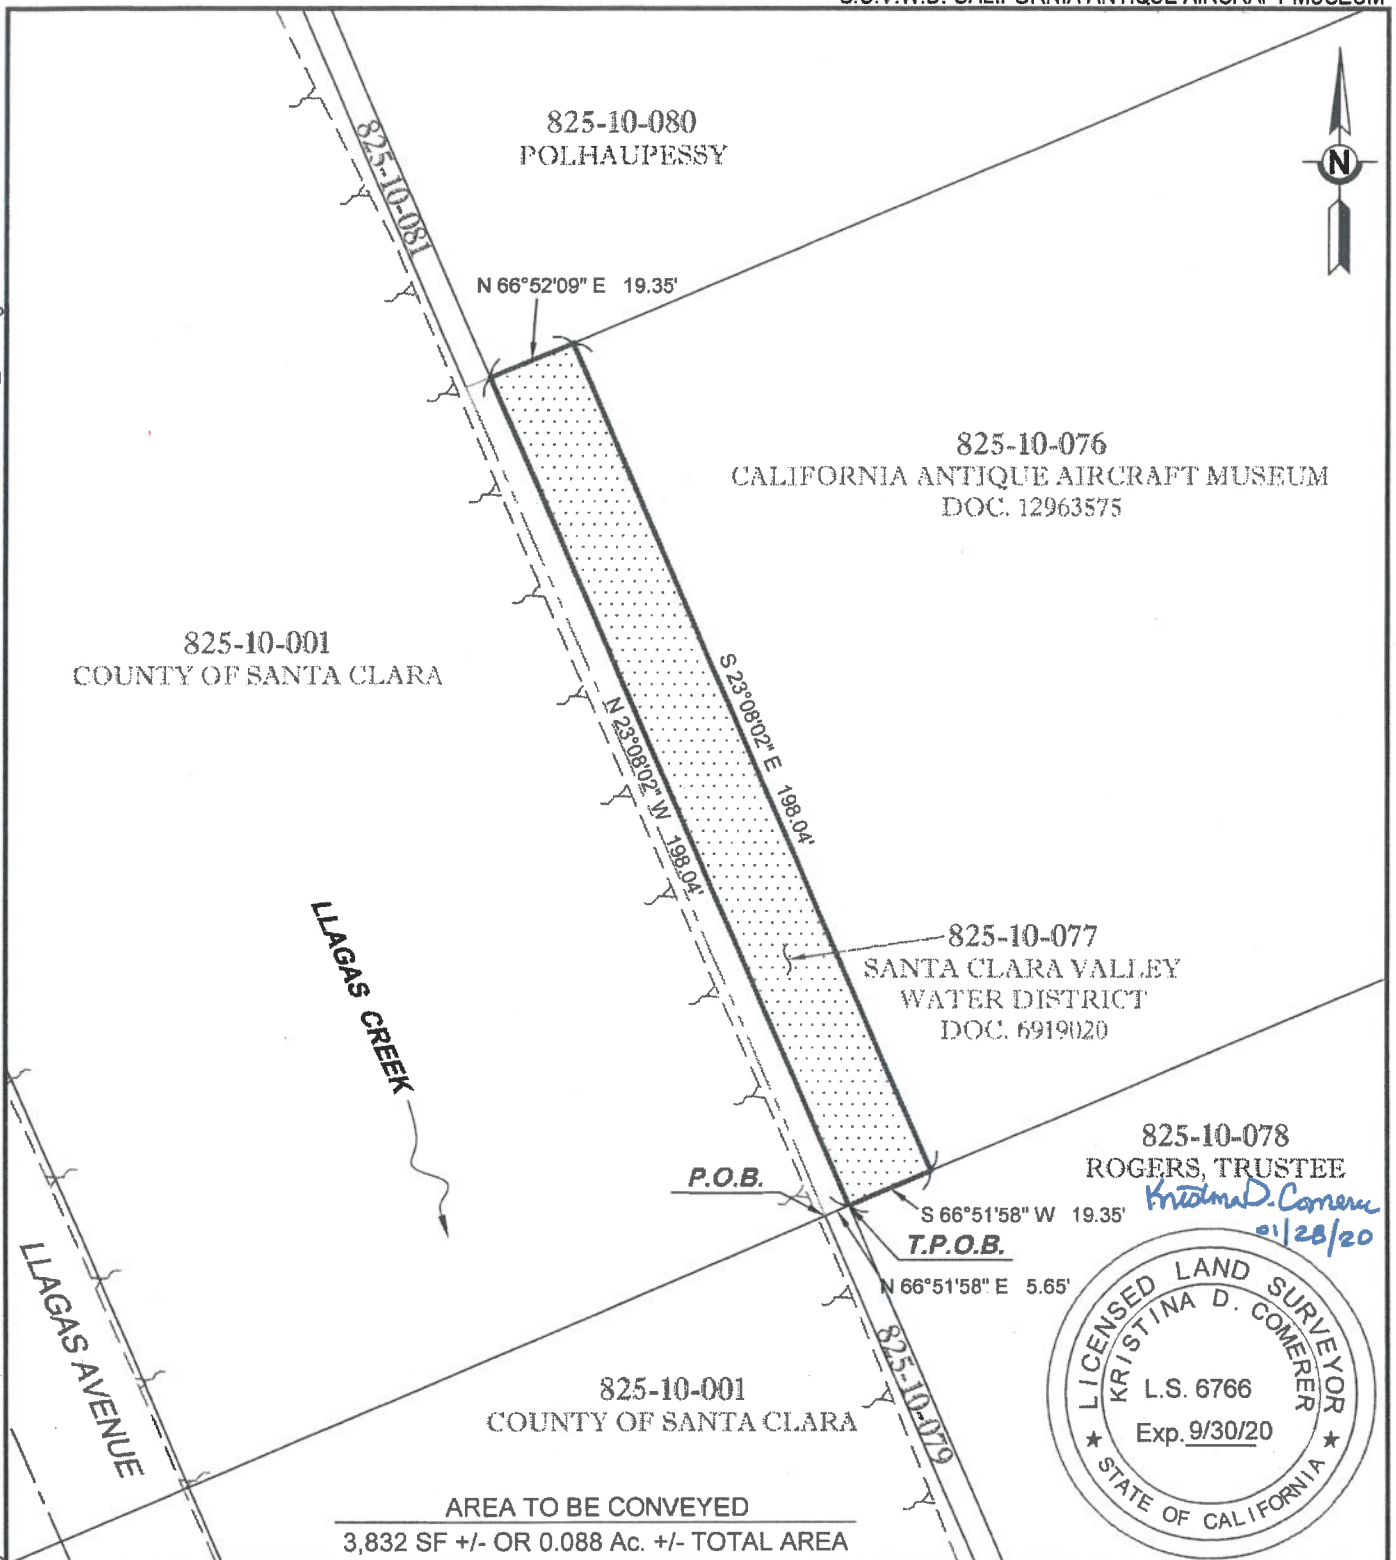 825-10-080
POLHAUPESSY
825-10-081
N
N 66°52'09" E 19.35'
825-10-076
CALIFORNIA ANTIQUE AIRCRAFT MUSEUM
DOC. 12963575
825-10-001
COUNTY OF SANTA CLARA
S 23°08'02" E 198.04'
N 23°08'02" W 198.04'
LLAGAS CREEK
825-10-077
SANTA CLARA VALLEY
WATER DISTRICT
DOC. 6919020
825-10-078
ROGERS, TRUSTEE
Kristina D. Comerer
01/28/20
P.O.B.
S 66°51'58" W 19.35'
T.P.O.B.
N 66°51'58" E 5.65'
LLAGAS AVENUE
825-10-079
825-10-001
COUNTY OF SANTA CLARA
LICENSED LAND SURVEYOR
KRISTINA D. COMERER
L.S. 6766
Exp. 9/30/20
★ STATE OF CALIFORNIA ★
AREA TO BE CONVEYED
3,832 SF +/- OR 0.088 Ac. +/- TOTAL AREA